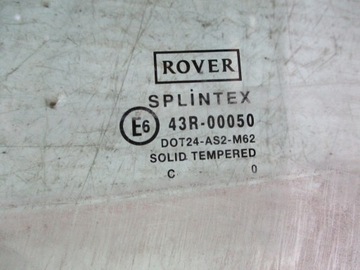 ROVER
SPLiNTEX
E6 43R-00050
DOT24-AS2-M62
SOLID TEMPERED
C 0